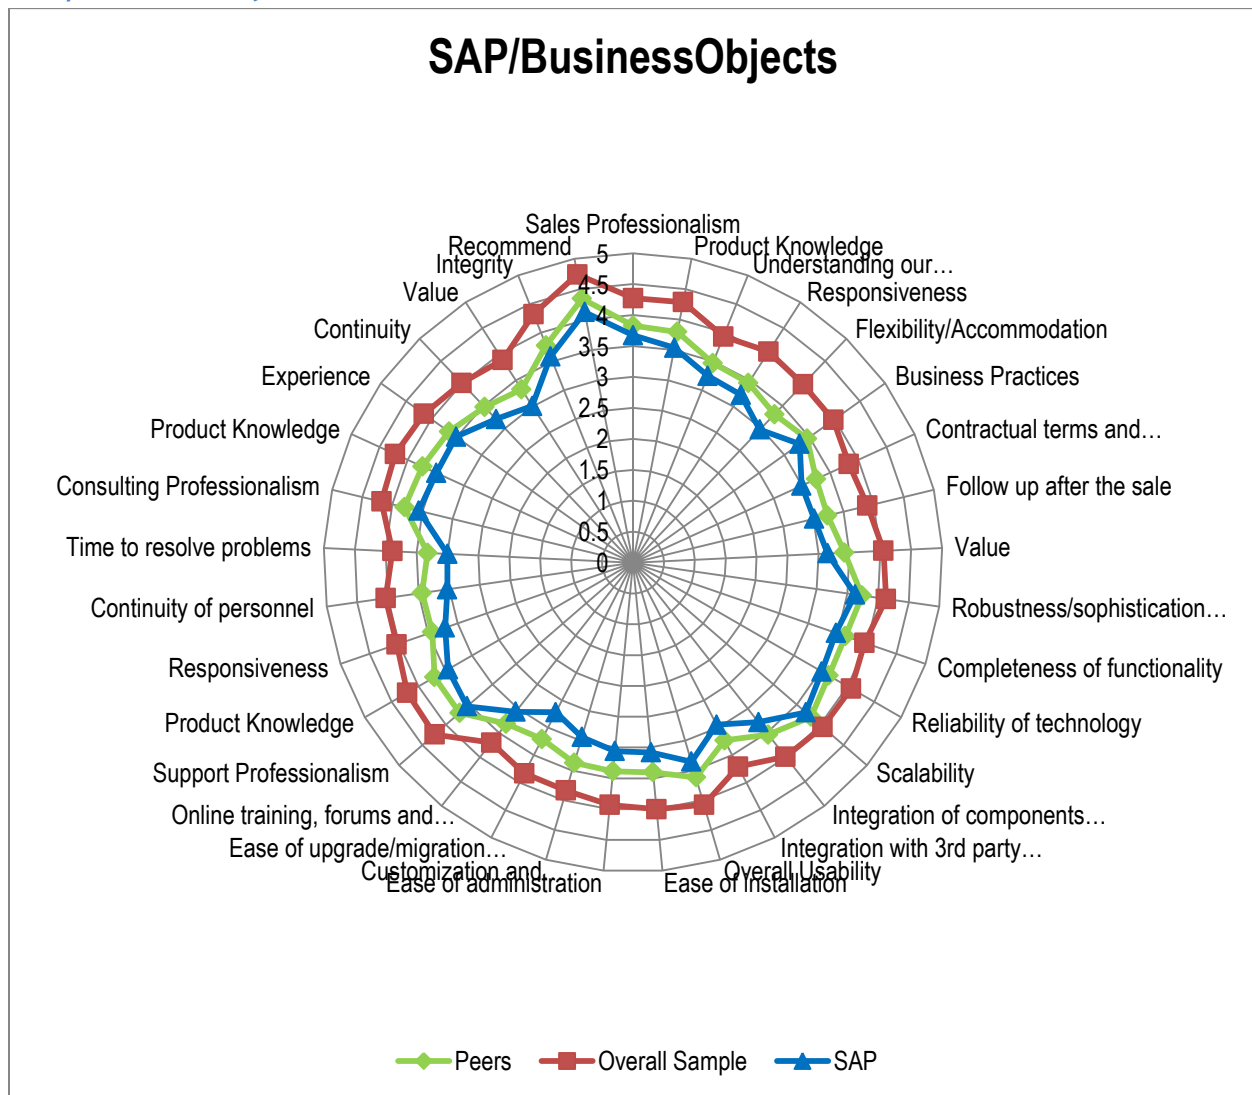 SAP/BusinessObjects
Sales Professionalism
Product Knowledge
Understanding our…
Responsiveness
Flexibility/Accommodation
Business Practices
Contractual terms and…
Follow up after the sale
Value
Robustness/sophistication…
Completeness of functionality
Reliability of technology
Scalability
Integration of components…
Integration with 3rd party…
Overall Usability
Ease of Installation
Ease of administration
Customization and…
Ease of upgrade/migration…
Online training, forums and…
Support Professionalism
Product Knowledge
Responsiveness
Continuity of personnel
Time to resolve problems
Consulting Professionalism
Product Knowledge
Experience
Continuity
Value
Integrity
Recommend
5
4.5
4
3.5
3
2.5
2
1.5
1
0.5
0
Peers
Overall Sample
SAP